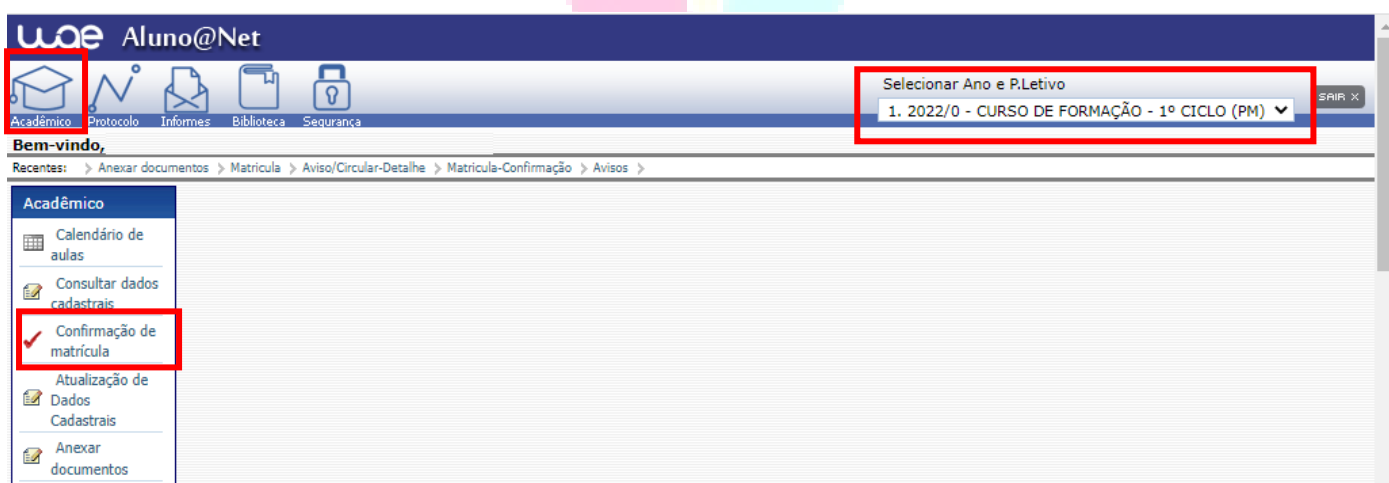 wae Aluno@Net
Selecionar Ano e P.Letivo
1. 2022/0 - CURSO DE FORMAÇÃO - 1º CICLO (PM)
SAIR X
Acadêmico Protocolo Informes Biblioteca Segurança
Bem-vindo,
Recentes: > Anexar documentos > Matricula > Aviso/Circular-Detalhe > Matricula-Confirmação > Avisos >
Acadêmico
Calendário de
aulas
Consultar dados
cadastrais
Confirmação de
matrícula
Atualização de
Dados
Cadastrais
Anexar
documentos